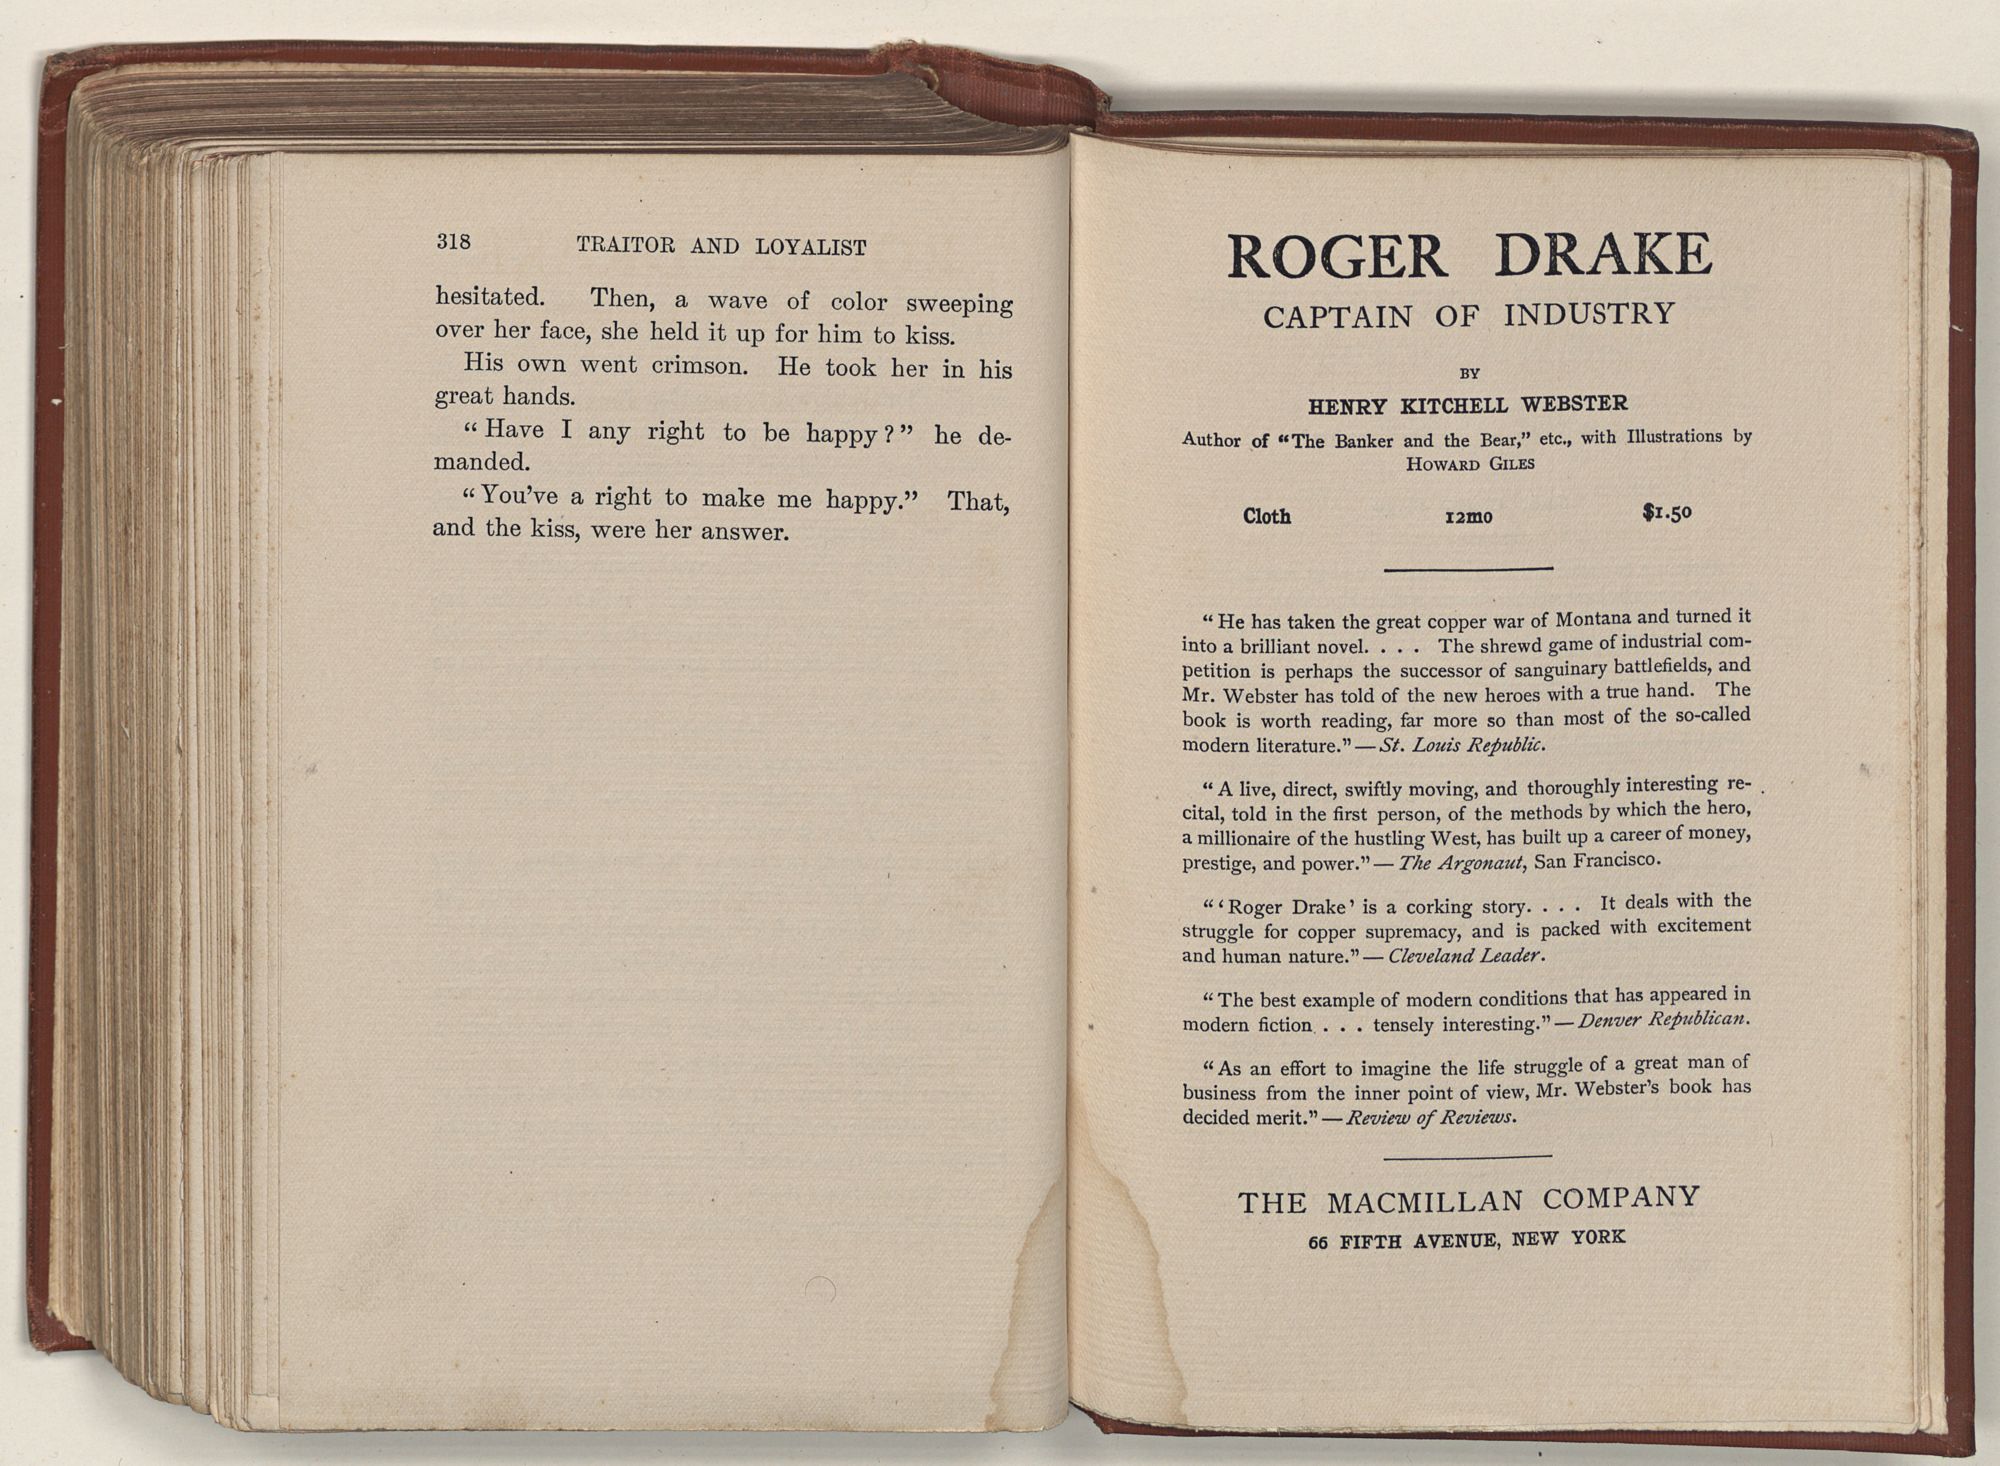 318 TRAITOR AND LOYALIST
hesitated. Then, a wave of color sweeping
over her face, she held it up for him to kiss.
His own went crimson. He took her in his
great hands.
“Have I any right to be happy?” he de-
manded.
“You’ve a right to make me happy.” That,
and the kiss, were her answer.
ROGER DRAKE
CAPTAIN OF INDUSTRY
BY
HENRY KITCHELL WEBSTER
Author of “The Banker and the Bear,” etc., with Illustrations by
HOWARD GILES
Cloth 12mo $1.50
“He has taken the great copper war of Montana and turned it
into a brilliant novel. . . . The shrewd game of industrial com-
petition is perhaps the successor of sanguinary battlefields, and
Mr. Webster has told of the new heroes with a true hand. The
book is worth reading, far more so than most of the so-called
modern literature.”—St. Louis Republic.
“A live, direct, swiftly moving, and thoroughly interesting re-
cital, told in the first person, of the methods by which the hero,
a millionaire of the hustling West, has built up a career of money,
prestige, and power.”—The Argonaut, San Francisco.
“‘Roger Drake’ is a corking story. . . . It deals with the
struggle for copper supremacy, and is packed with excitement
and human nature.”—Cleveland Leader.
“The best example of modern conditions that has appeared in
modern fiction . . . tensely interesting.”—Denver Republican.
“As an effort to imagine the life struggle of a great man of
business from the inner point of view, Mr. Webster’s book has
decided merit.”—Review of Reviews.
THE MACMILLAN COMPANY
66 FIFTH AVENUE, NEW YORK